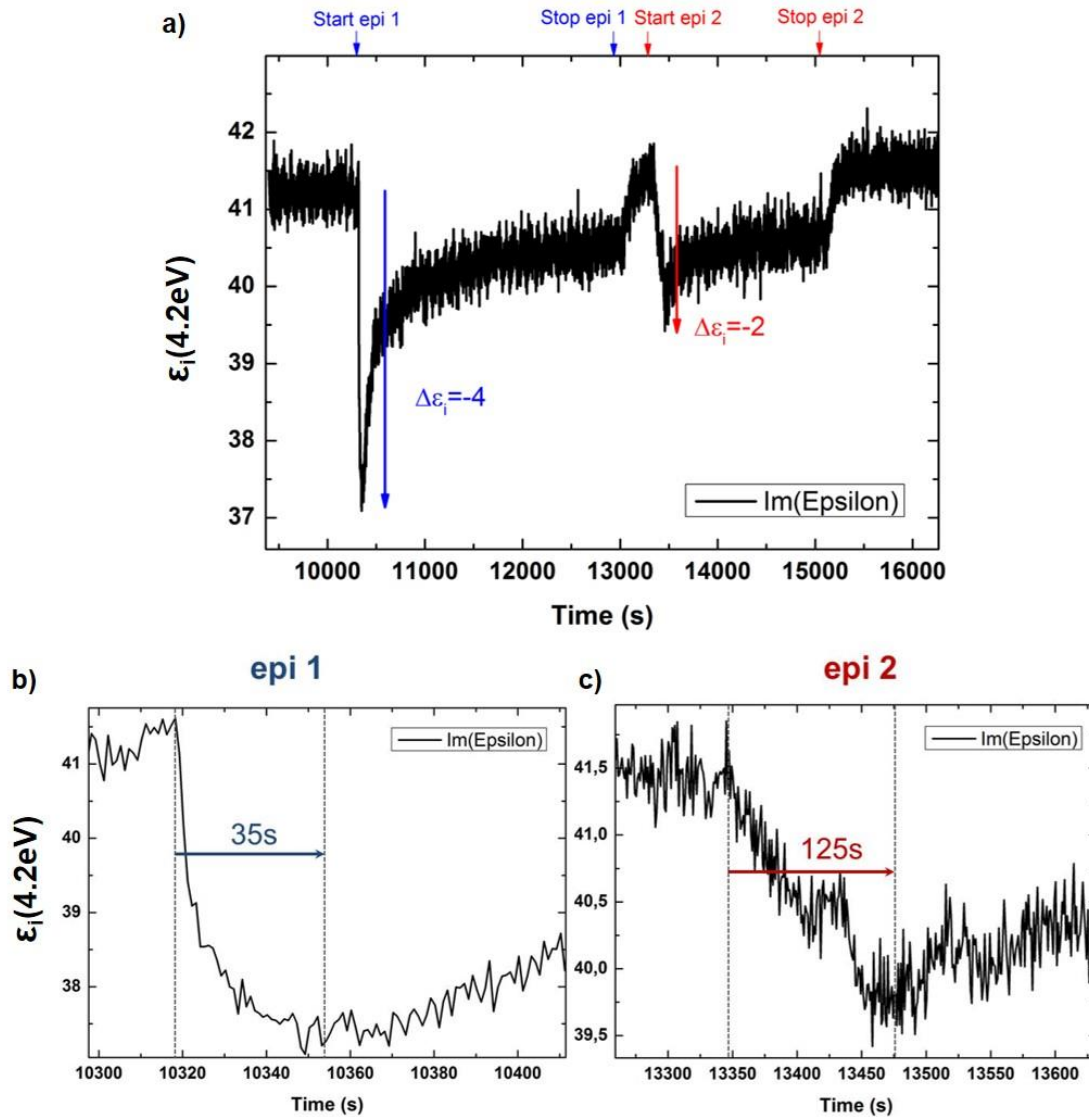 a)
Start epi 1
Stop epi 1
Start epi 2
Stop epi 2
42
41
40
39
38
37
εi(4.2eV)
Δεi=-4
Δεi=-2
Im(Epsilon)
10000 11000 12000 13000 14000 15000 16000
Time (s)
b)
epi 1
41
40
38
38
εi(4.2eV)
35s
Im(Epsilon)
10300 10320 10340 10360 10380 10400
Time (s)
c)
epi 2
41,5
41,0
40,5
40,0
39,5
125s
Im(Epsilon)
13300 13350 13400 13450 13500 13550 13600
Time (s)